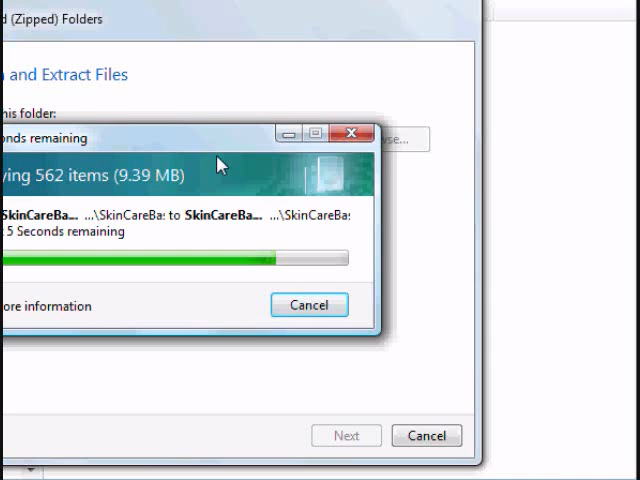 d (Zipped) Folders
and Extract Files
his folder:
wse...
onds remaining
ying 562 items (9.39 MB)
SkinCareBa... ...\SkinCareBa: to SkinCareBa... ...\SkinCareBa:
5 Seconds remaining
ore information
Cancel
Next
Cancel